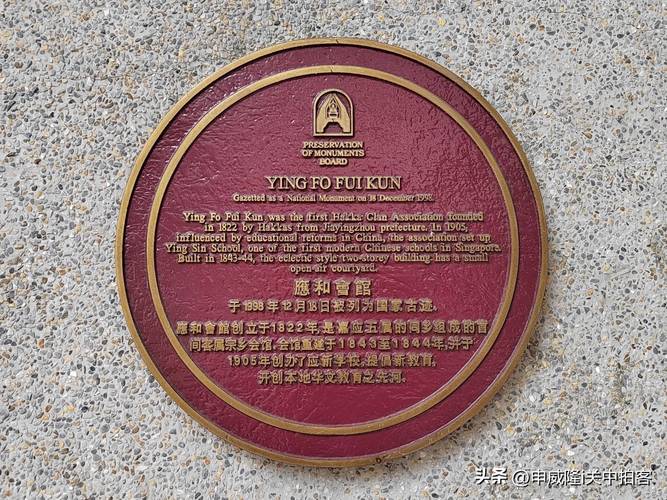 PRESERVATION
OF MONUMENTS
BOARD
YING FO FUI KUN
Gazetted as a National Monument on 18 December 1998.
Ying Fo Fui Kun was the first Hakka Clan Association founded
in 1822 by Hakkas from Jiayingzhou prefecture. In 1905,
influenced by educational reforms in China, the association set up
Ying Sin School, one of the first modern Chinese schools in Singapore.
Built in 1843-44, the eclectic style two-storey building has a small
open-air courtyard.
應和會館
于1998年12月18日被列为国家古迹.
應和會館创立于1822年,是嘉应五属的同乡组成的首
间客属宗乡会馆.会馆重建于1843至1844年,并于
1905年创办了应新学校,提倡新教育,
开创本地华文教育之先河.
头条 @申威隆关中拍客